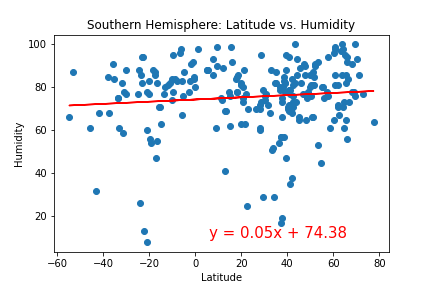 Southern Hemisphere: Latitude vs. Humidity
100
80
60
40
20
Humidity
y = 0.05x + 74.38
−60 −40 −20 0 20 40 60 80
Latitude